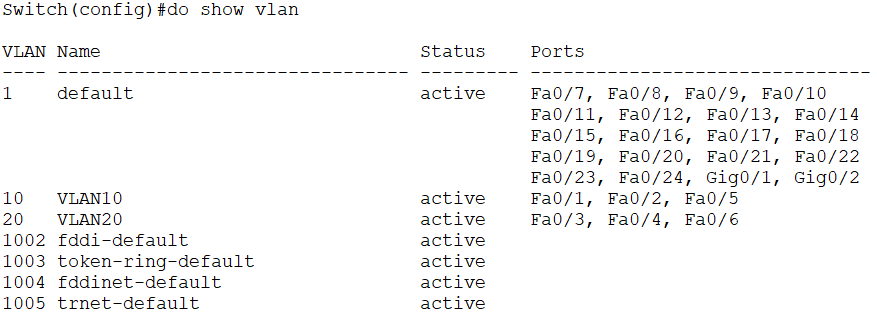 Switch(config)#do show vlan
VLAN Name                             Status    Ports
---- -------------------------------- --------- -------------------------------
1    default                          active    Fa0/7, Fa0/8, Fa0/9, Fa0/10
                                                Fa0/11, Fa0/12, Fa0/13, Fa0/14
                                                Fa0/15, Fa0/16, Fa0/17, Fa0/18
                                                Fa0/19, Fa0/20, Fa0/21, Fa0/22
                                                Fa0/23, Fa0/24, Gig0/1, Gig0/2
10   VLAN10                           active    Fa0/1, Fa0/2, Fa0/5
20   VLAN20                           active    Fa0/3, Fa0/4, Fa0/6
1002 fddi-default                     active
1003 token-ring-default               active
1004 fddinet-default                  active
1005 trnet-default                    active